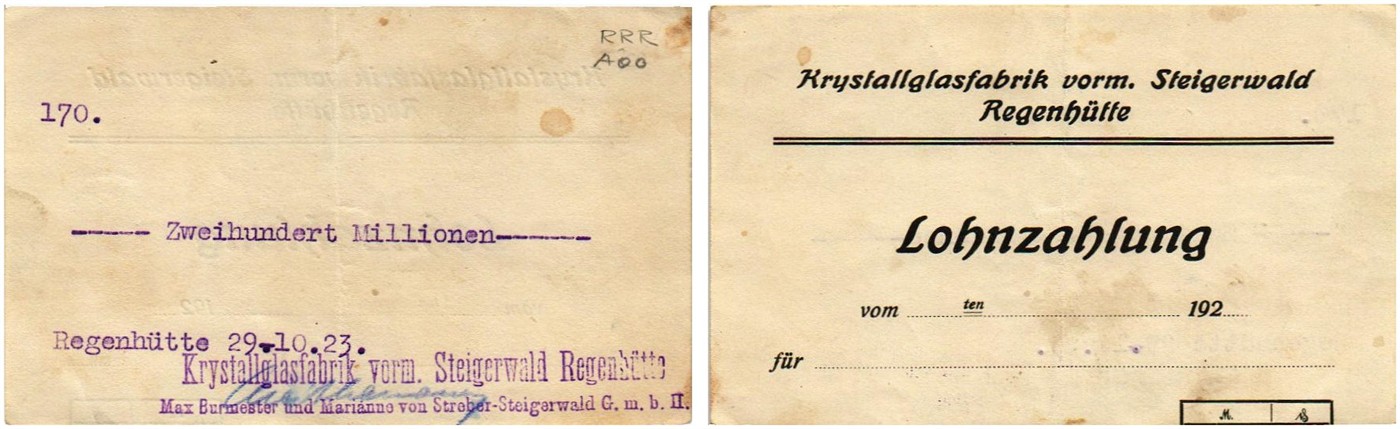 RRR
A00
170.
----- Zweihundert Millionen------
Regenhütte 29.10.23.
Krystallglasfabrik vorm. Steigerwald Regenhütte
Max Burmester und Marianne von Streber-Steigerwald G. m. b. H.
Krystallglasfabrik vorm. Steigerwald
Regenhütte
Lohnzahlung
vom ten 192
für
M. ₰